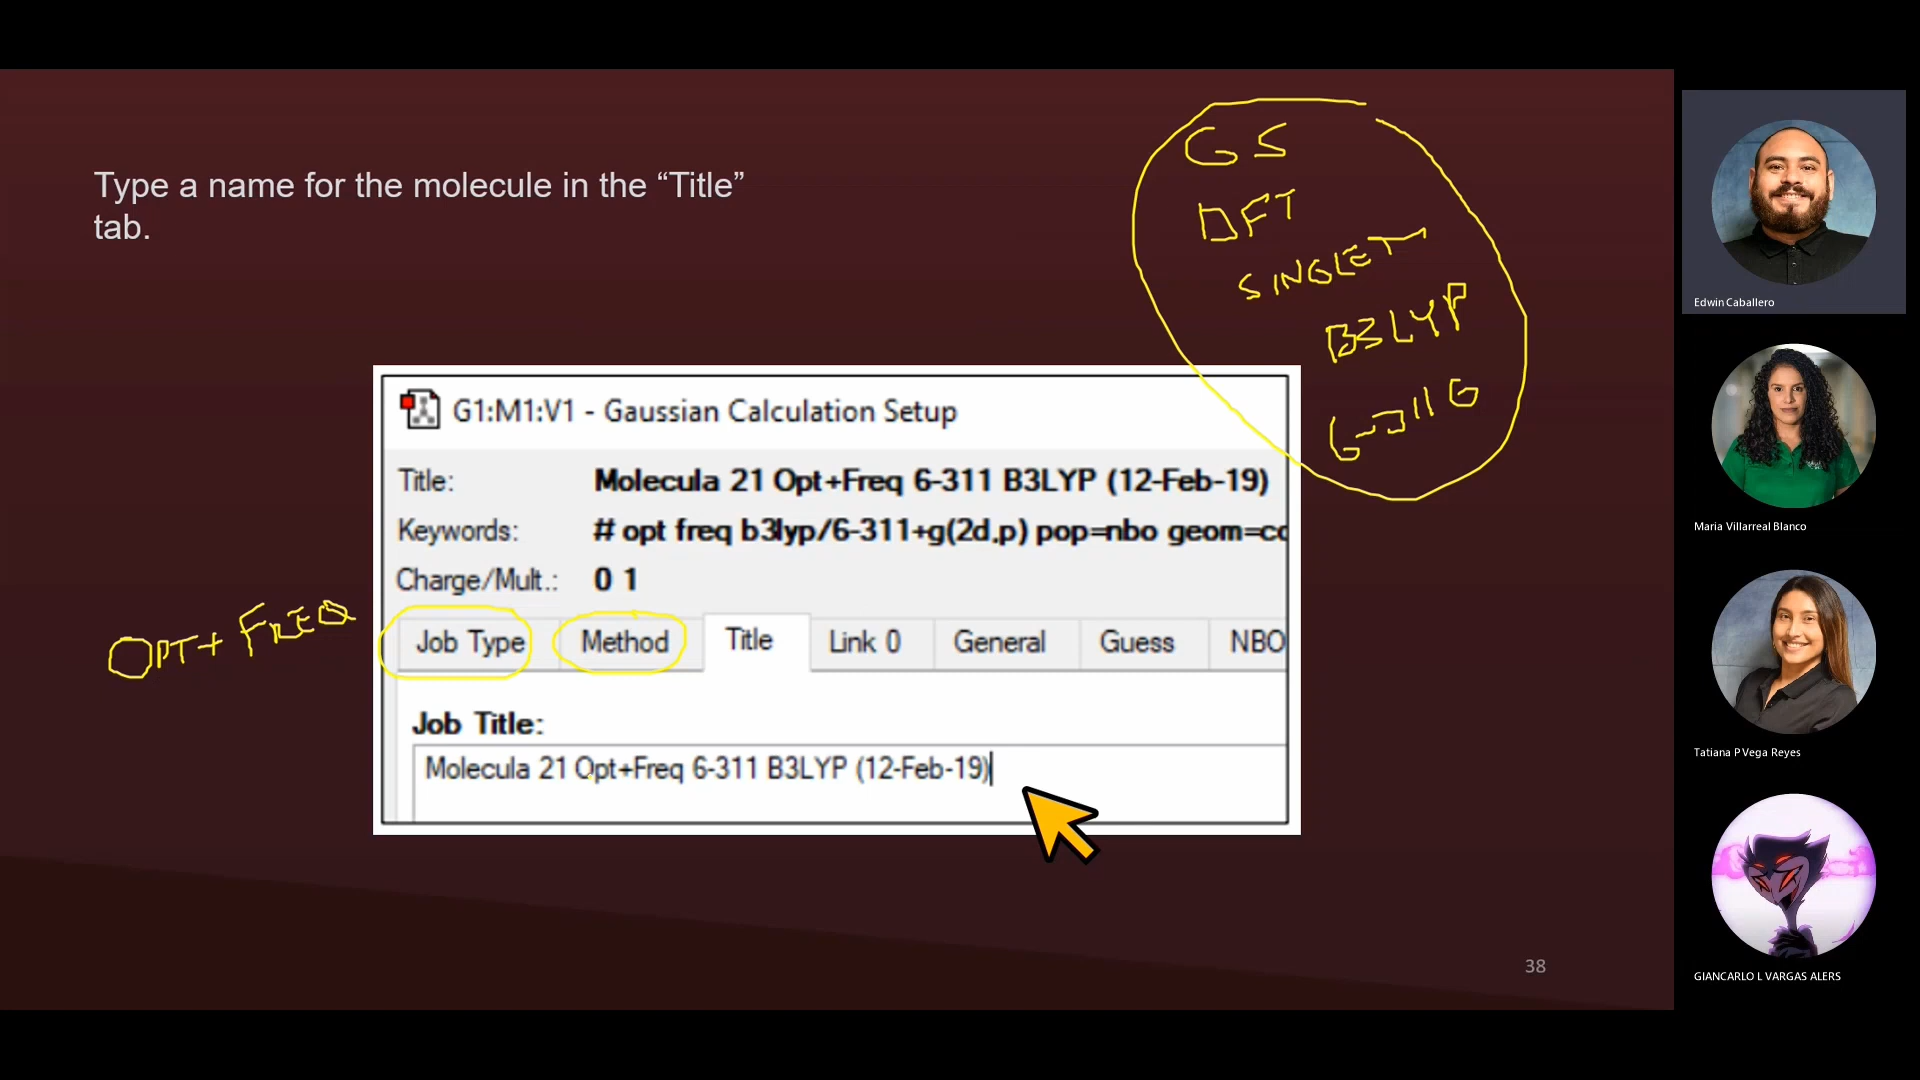 Type a name for the molecule in the “Title”
tab.
GS
DFT
SINGLET
B3LYP
6-311G
G1:M1:V1 - Gaussian Calculation Setup
Title: Molecula 21 Opt+Freq 6-311 B3LYP (12-Feb-19)
Keywords: # opt freq b3lyp/6-311+g(2d,p) pop=nbo geom=cc
Charge/Mult.: 0 1
OPT+ FREQ
Job Type Method Title Link 0 General Guess NBO
Job Title:
Molecula 21 Opt+Freq 6-311 B3LYP (12-Feb-19)
38
Edwin Caballero
Maria Villarreal Blanco
Tatiana P Vega Reyes
GIANCARLO L VARGAS ALERS